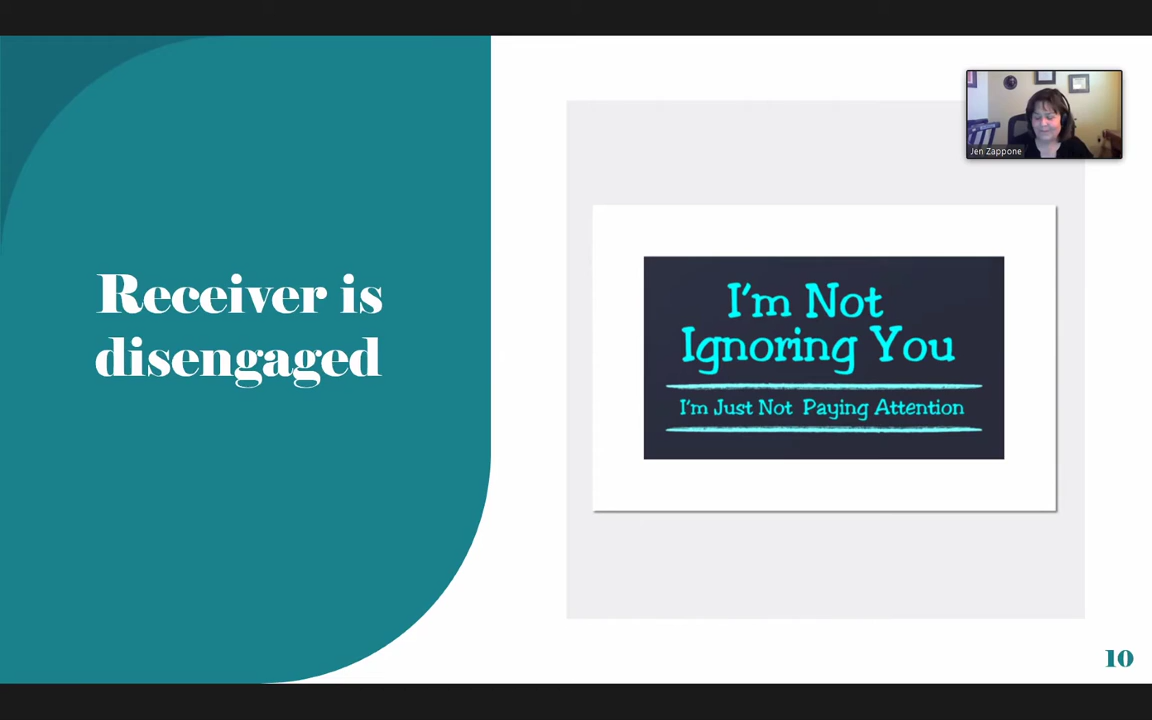 Receiver is
disengaged
I'm Not
Ignoring You
I'm Just Not Paying Attention
Jen Zappone
10